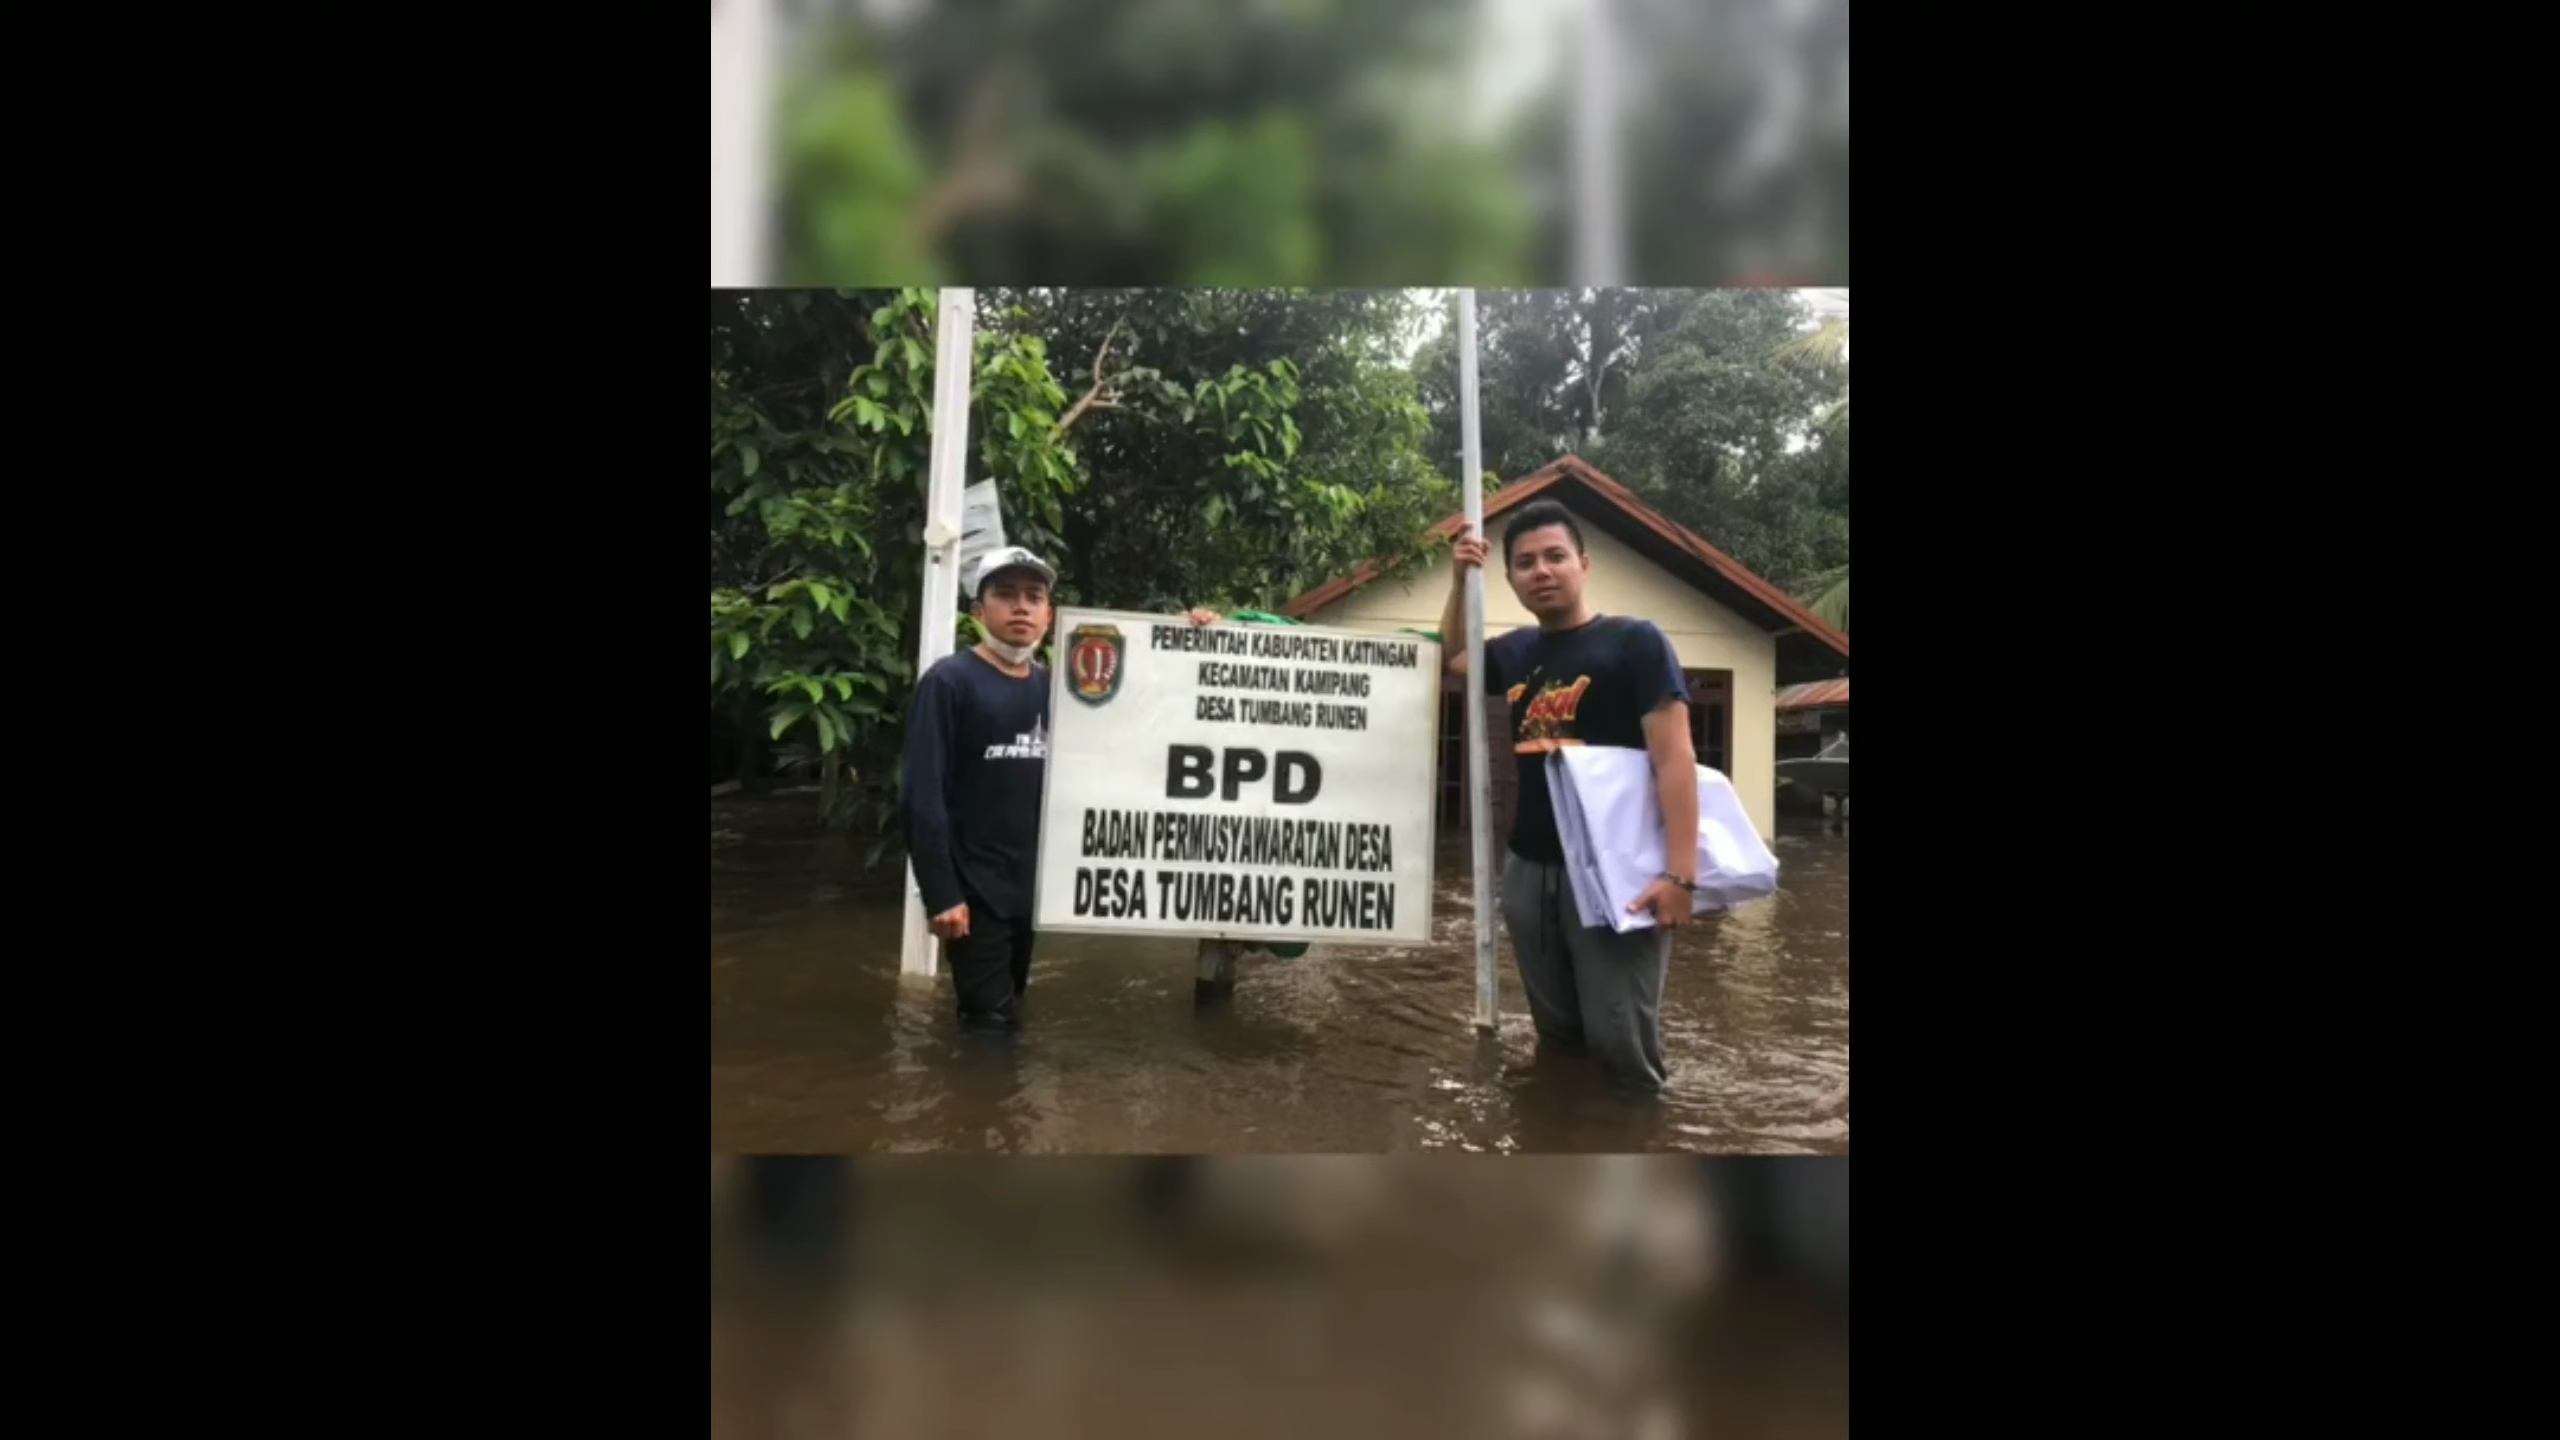 PEMERINTAH KABUPATEN KATINGAN
KECAMATAN KAMIPANG
DESA TUMBANG RUNEN
BPD
BADAN PERMUSYAWARATAN DESA
DESA TUMBANG RUNEN